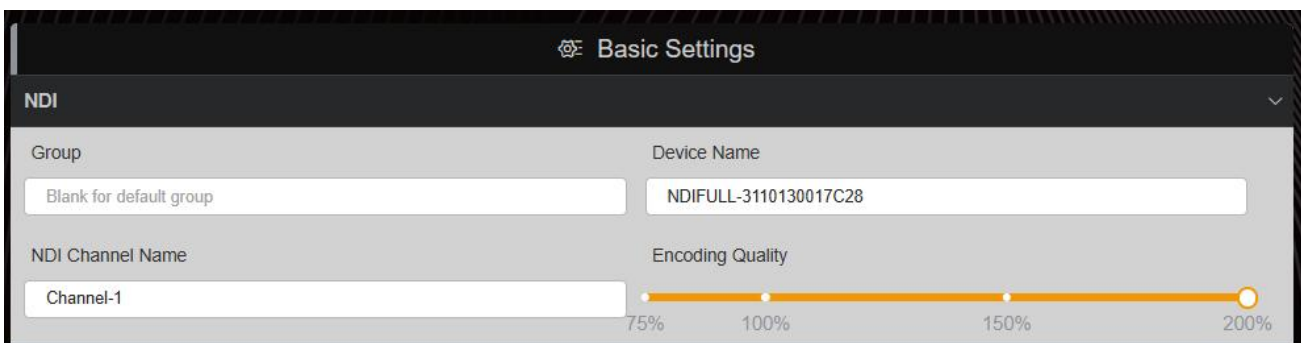 Basic Settings
NDI
Group
Device Name
Blank for default group
NDIFULL-3110130017C28
NDI Channel Name
Encoding Quality
Channel-1
75% 100% 150% 200%